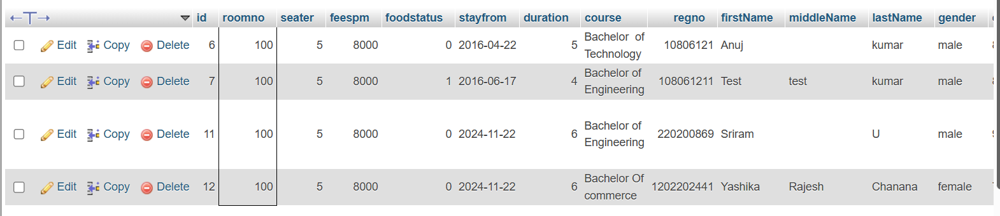 id roomno seater feespm foodstatus stayfrom duration course regno firstName middleName lastName gender
Edit Copy Delete 6 100 5 8000 0 2016-04-22 5 Bachelor of Technology 10806121 Anuj kumar male
Edit Copy Delete 7 100 5 8000 1 2016-06-17 4 Bachelor of Engineering 108061211 Test test kumar male
Edit Copy Delete 11 100 5 8000 0 2024-11-22 6 Bachelor of Engineering 220200869 Sriram U male
Edit Copy Delete 12 100 5 8000 0 2024-11-22 6 Bachelor Of commerce 1202202441 Yashika Rajesh Chanana female